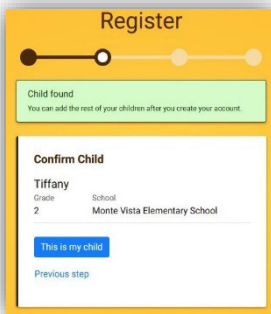 Register
Child found
You can add the rest of your children after you create your account.
Confirm Child
Tiffany
Grade School
2 Monte Vista Elementary School
This is my child
Previous step